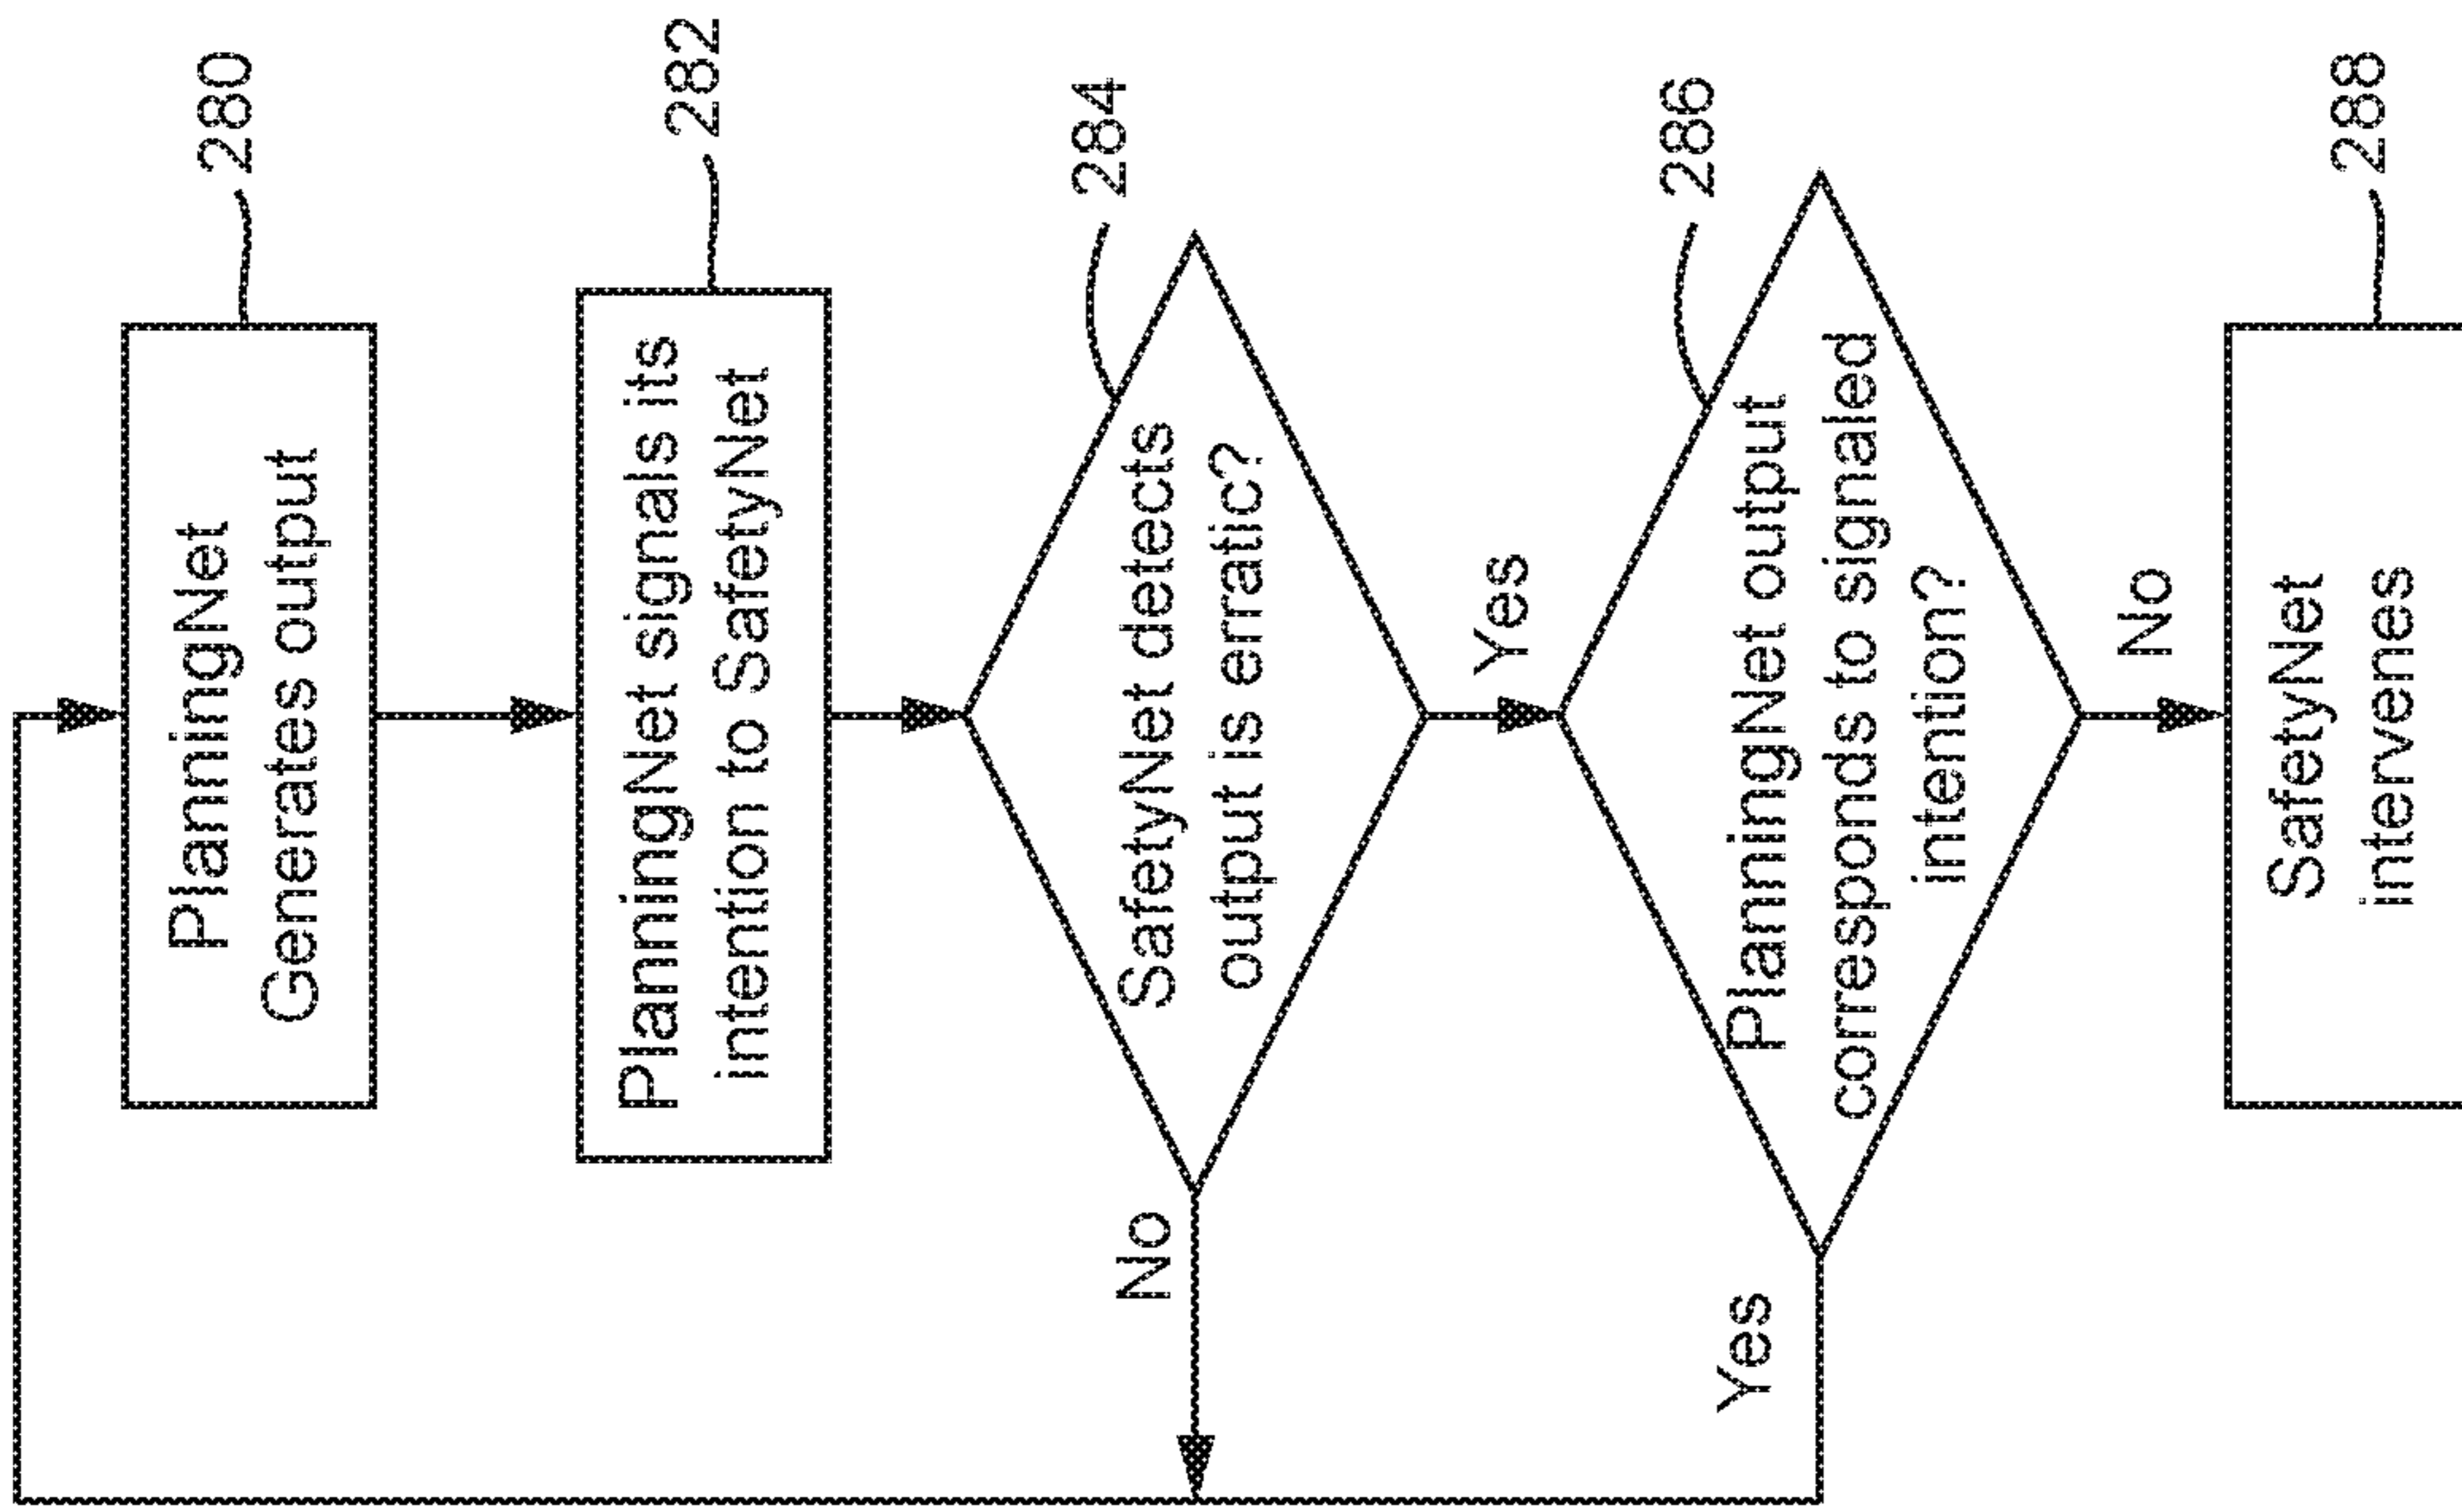 PlanningNet
Generates output
280
PlanningNet signals its
intention to SafetyNet
282
SafetyNet detects
output is erratic?
284
No
Yes
PlanningNet output
corresponds to signaled
intention?
286
Yes
No
SafetyNet
intervenes
288